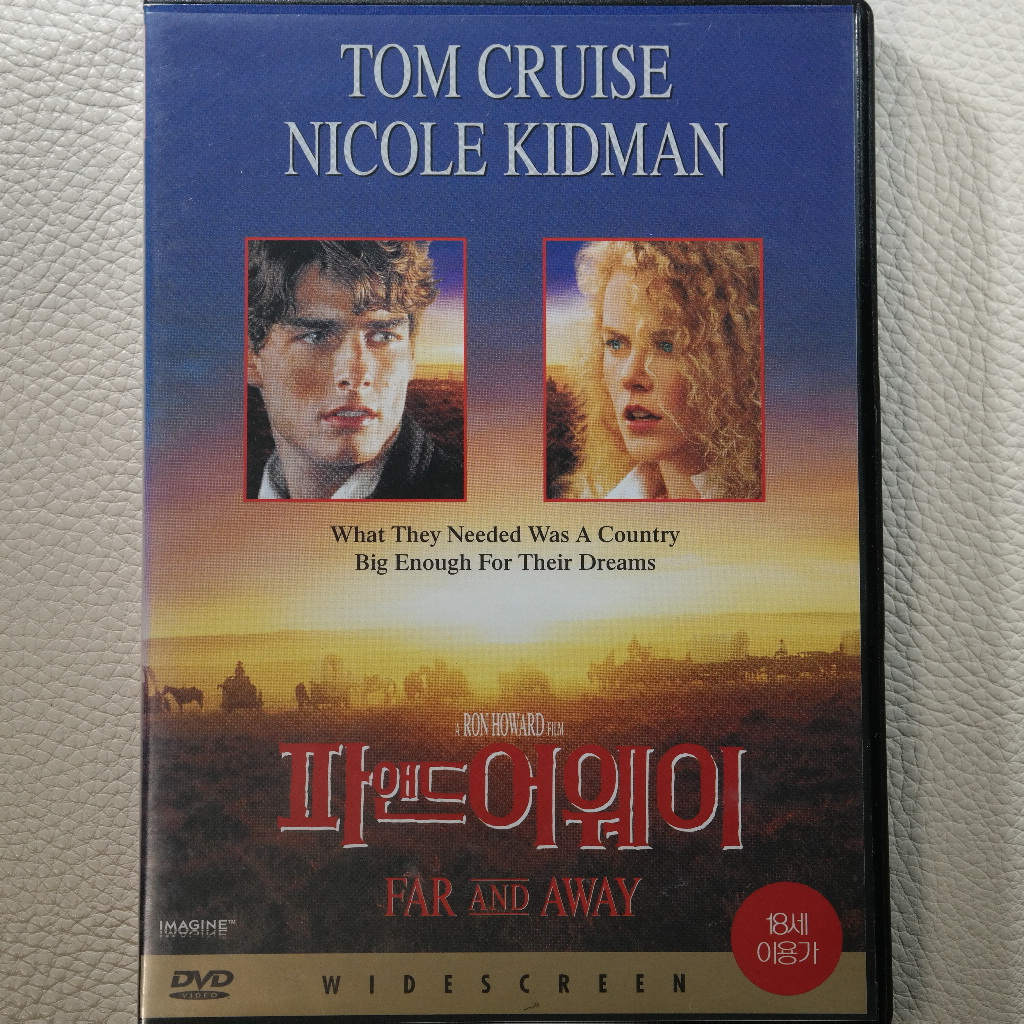 TOM CRUISE
NICOLE KIDMAN
What They Needed Was A Country
Big Enough For Their Dreams
A RON HOWARD FILM
파앤드어웨이
FAR AND AWAY
IMAGINE™
18세
이용가
DVD
VIDEO
WIDESCREEN